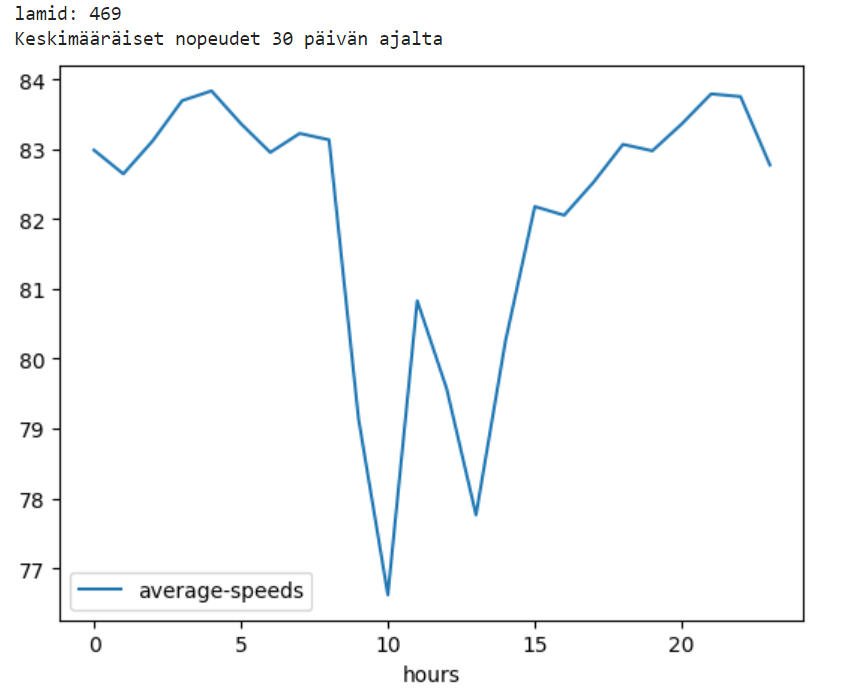 lamid: 469
Keskimääräiset nopeudet 30 päivän ajalta
84
83
82
81
80
79
78
77
average-speeds
0 5 10 15 20
hours